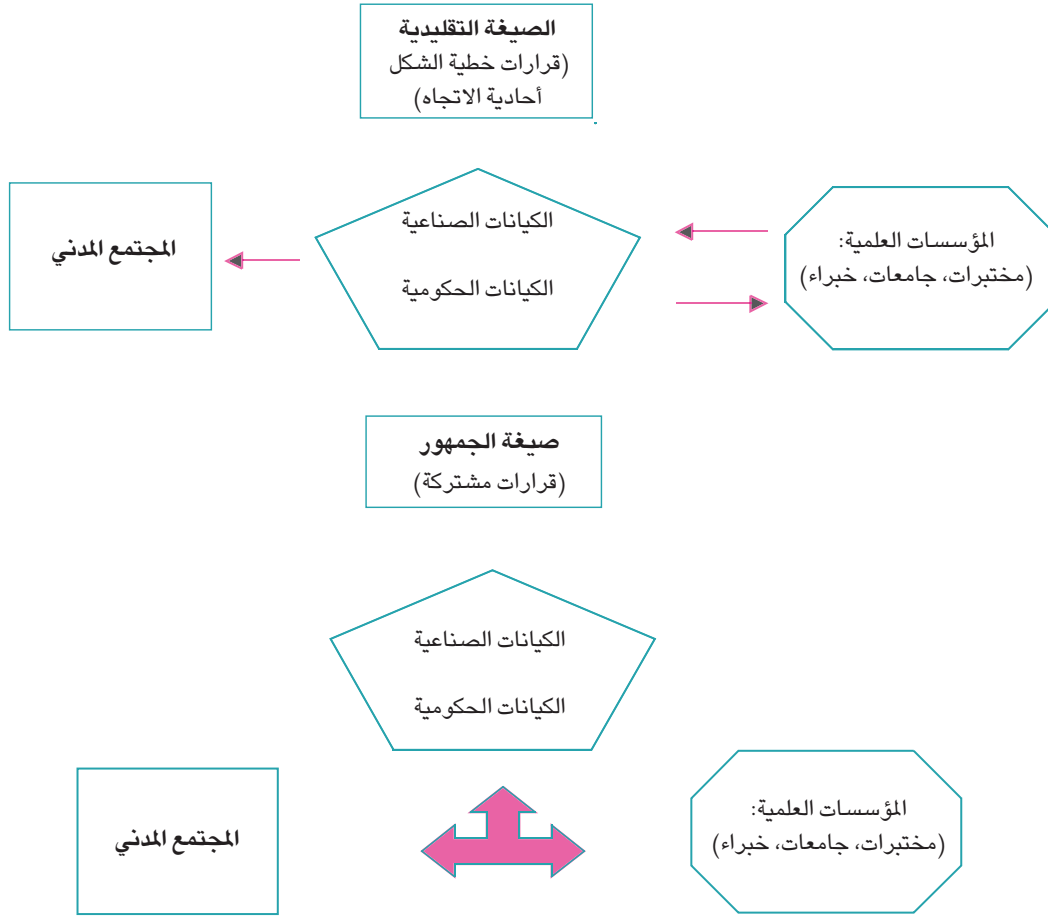 الصيغة التقليدية
(قرارات خطية الشكل
أحادية الاتجاه)
المؤسسات العلمية:
(مختبرات، جامعات، خبراء)
الكيانات الصناعية
الكيانات الحكومية
المجتمع المدني
صيغة الجمهور
(قرارات مشتركة)
الكيانات الصناعية
الكيانات الحكومية
المؤسسات العلمية:
(مختبرات، جامعات، خبراء)
المجتمع المدني